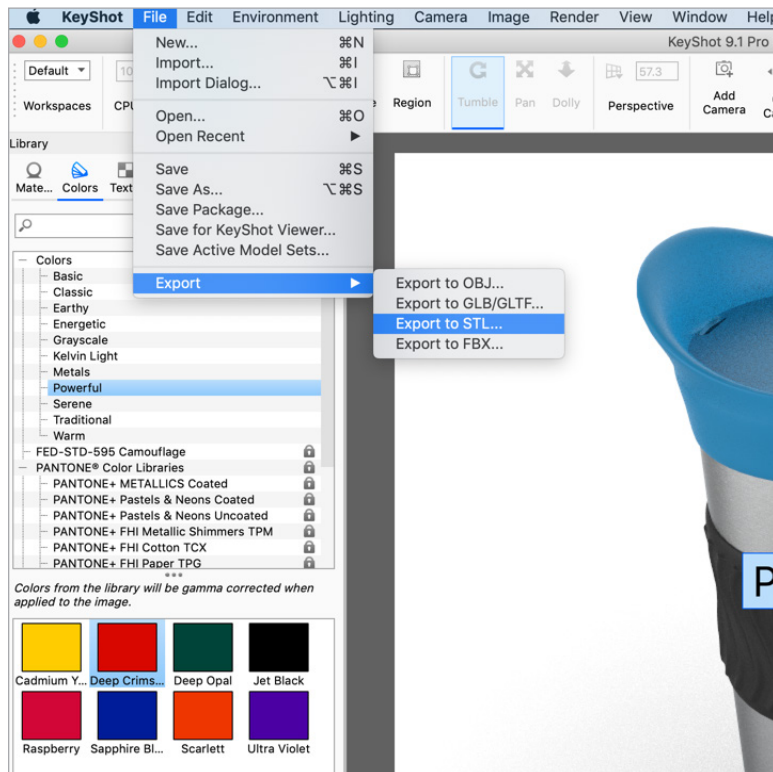 KeyShot File Edit Environment Lighting Camera Image Render View Window Help
KeyShot 9.1 Pro
New... ⌘N
Import... ⌘I
Import Dialog... ⌥⌘I
Open... ⌘O
Open Recent
Save ⌘S
Save As... ⌥⌘S
Save Package...
Save for KeyShot Viewer...
Save Active Model Sets...
Export
Export to OBJ...
Export to GLB/GLTF...
Export to STL...
Export to FBX...
Default
57.3
Workspaces
Region
Tumble
Pan
Dolly
Perspective
Add
Camera
Library
Mate... Colors
Colors
Basic
Classic
Earthy
Energetic
Grayscale
Kelvin Light
Metals
Powerful
Serene
Traditional
Warm
FED-STD-595 Camouflage
PANTONE® Color Libraries
PANTONE+ METALLICS Coated
PANTONE+ Pastels & Neons Coated
PANTONE+ Pastels & Neons Uncoated
PANTONE+ FHI Metallic Shimmers TPM
PANTONE+ FHI Cotton TCX
PANTONE+ FHI Paper TPG
Colors from the library will be gamma corrected when
applied to the image.
Cadmium Y... Deep Crims... Deep Opal Jet Black
Raspberry Sapphire Bl... Scarlett Ultra Violet
P